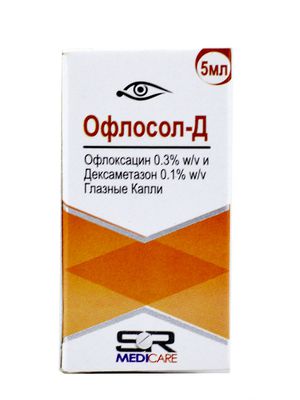 5мл
Офлосол-Д
Офлоксацин 0.3% w/v и
Дексаметазон 0.1% w/v
Глазные Капли
SR
MEDICARE